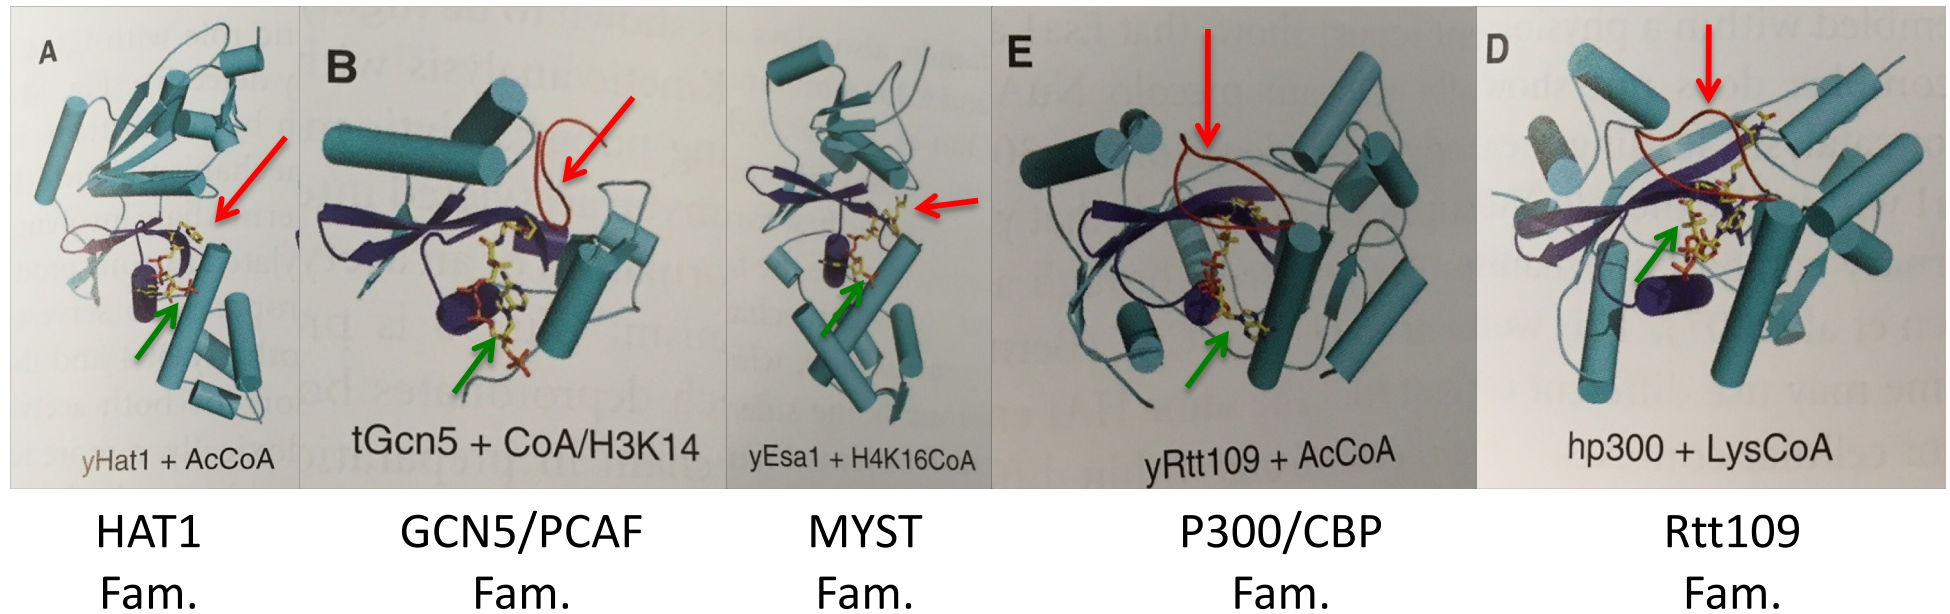 A
B
E
D
yHat1 + AcCoA
tGcn5 + CoA/H3K14
yEsa1 + H4K16CoA
yRtt109 + AcCoA
hp300 + LysCoA
HAT1
Fam.
GCN5/PCAF
Fam.
MYST
Fam.
P300/CBP
Fam.
Rtt109
Fam.